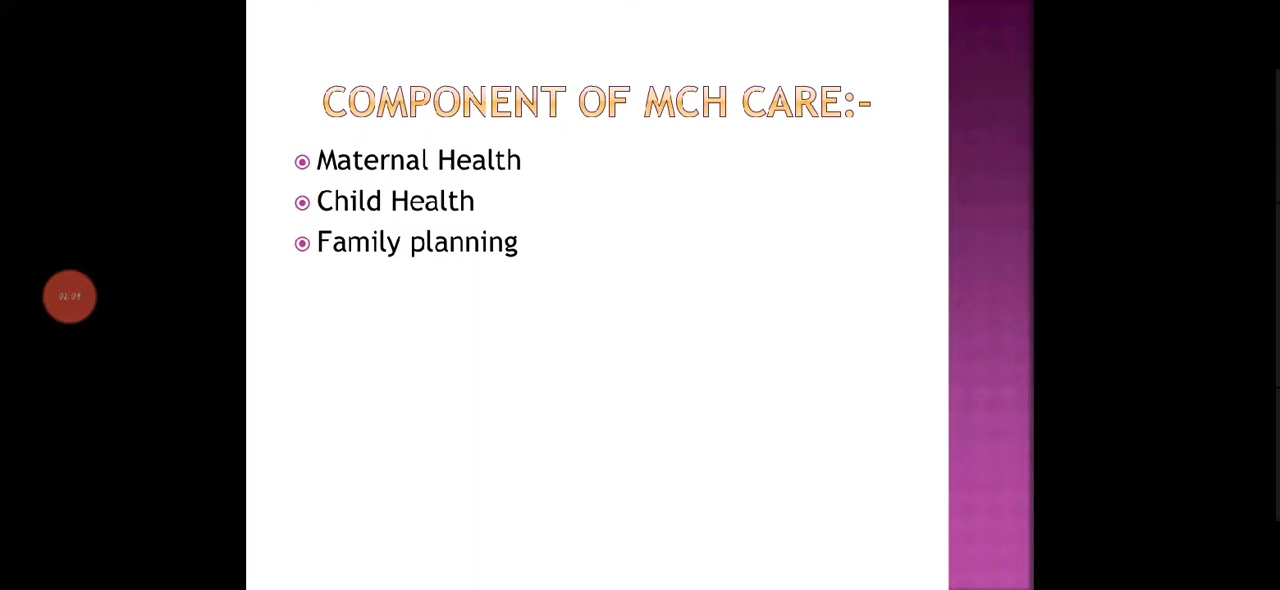 COMPONENT OF MCH CARE:-
Maternal Health
Child Health
Family planning